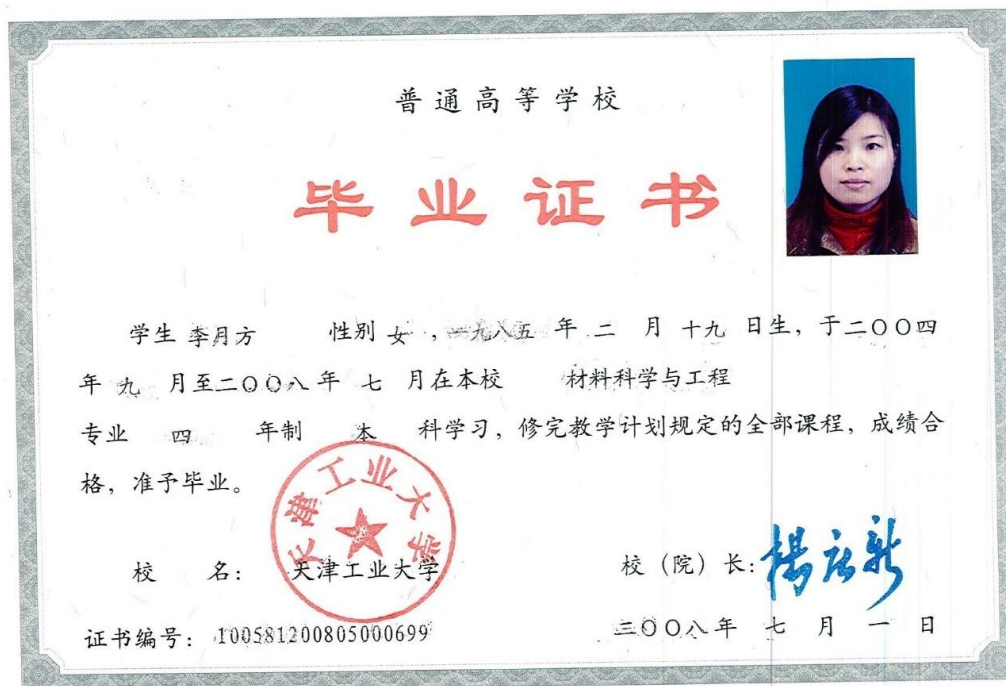 普通高等学校
毕业证书
学生 李月方 性别 女 ，一九八五 年 二 月 十九 日生，于二〇〇四
年 九 月至二〇〇八 年 七 月在本校 材料科学与工程
专业 四 年制 本 科学习，修完教学计划规定的全部课程，成绩合
格，准予毕业。
天津工业大学
校 名： 天津工业大学 校（院）长：杨庆新
证书编号：100581200805000699 二〇〇八年 七 月 一 日